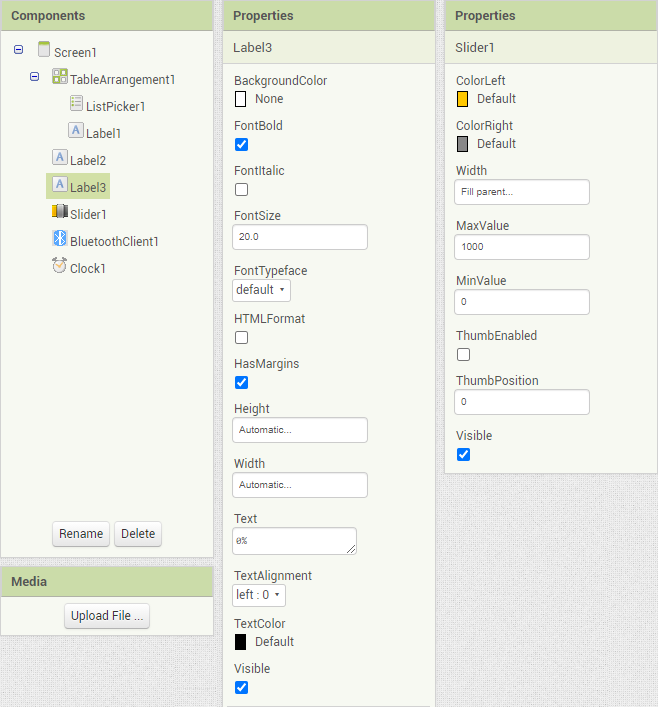 Components
Screen1
TableArrangement1
ListPicker1
A Label1
A Label2
A Label3
Slider1
BluetoothClient1
Clock1
Rename
Delete
Media
Upload File ...
Properties
Label3
BackgroundColor
None
FontBold
FontItalic
FontSize
20.0
FontTypeface
default
HTMLFormat
HasMargins
Height
Automatic...
Width
Automatic...
Text
0%
TextAlignment
left : 0
TextColor
Default
Visible
Properties
Slider1
ColorLeft
Default
ColorRight
Default
Width
Fill parent...
MaxValue
1000
MinValue
0
ThumbEnabled
ThumbPosition
0
Visible